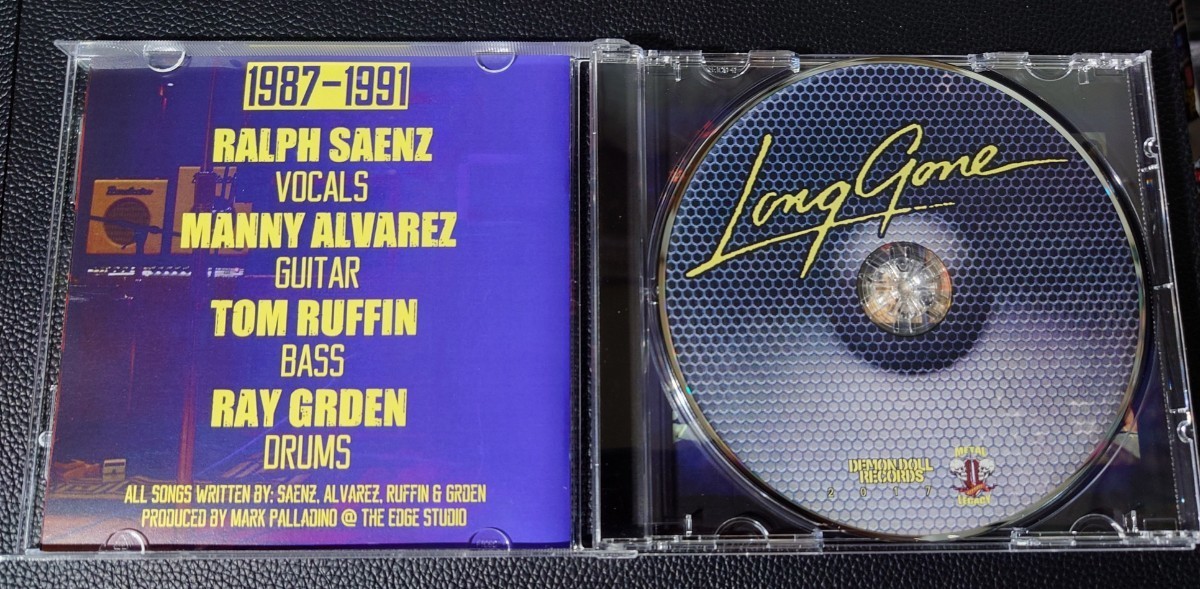 1987-1991
RALPH SAENZ
VOCALS
MANNY ALVAREZ
GUITAR
TOM RUFFIN
BASS
RAY GRDEN
DRUMS
ALL SONGS WRITTEN BY: SAENZ, ALVAREZ, RUFFIN & GRDEN
PRODUCED BY MARK PALLADINO @ THE EDGE STUDIO
Long Gone
DEMON DOLL
RECORDS
2017
METAL
LEGACY